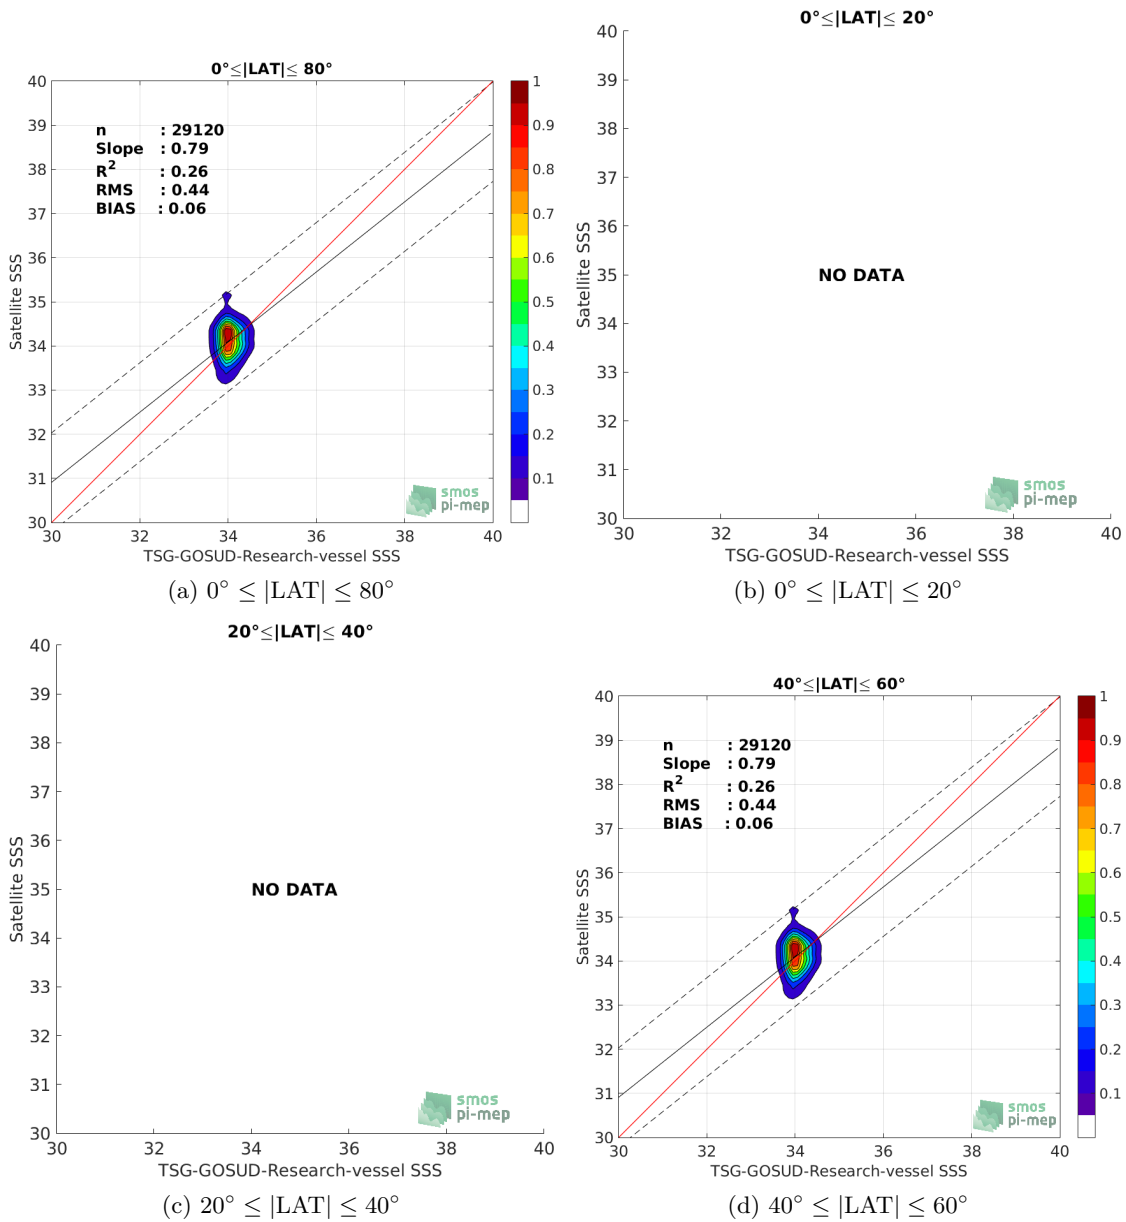 0°≤|LAT|≤ 80°
40
39
38
37
36
35
34
33
32
31
30
Satellite SSS
n : 29120
Slope : 0.79
R² : 0.26
RMS : 0.44
BIAS : 0.06
smos
pi-mep
30 32 34 36 38 40
TSG-GOSUD-Research-vessel SSS
1
0.9
0.8
0.7
0.6
0.5
0.4
0.3
0.2
0.1
(a) 0° ≤ |LAT| ≤ 80°
0°≤|LAT|≤ 20°
40
39
38
37
36
35
34
33
32
31
30
Satellite SSS
NO DATA
smos
pi-mep
30 32 34 36 38 40
TSG-GOSUD-Research-vessel SSS
(b) 0° ≤ |LAT| ≤ 20°
20°≤|LAT|≤ 40°
40
39
38
37
36
35
34
33
32
31
30
Satellite SSS
NO DATA
smos
pi-mep
30 32 34 36 38 40
TSG-GOSUD-Research-vessel SSS
(c) 20° ≤ |LAT| ≤ 40°
40°≤|LAT|≤ 60°
40
39
38
37
36
35
34
33
32
31
30
Satellite SSS
n : 29120
Slope : 0.79
R² : 0.26
RMS : 0.44
BIAS : 0.06
smos
pi-mep
30 32 34 36 38 40
TSG-GOSUD-Research-vessel SSS
1
0.9
0.8
0.7
0.6
0.5
0.4
0.3
0.2
0.1
(d) 40° ≤ |LAT| ≤ 60°